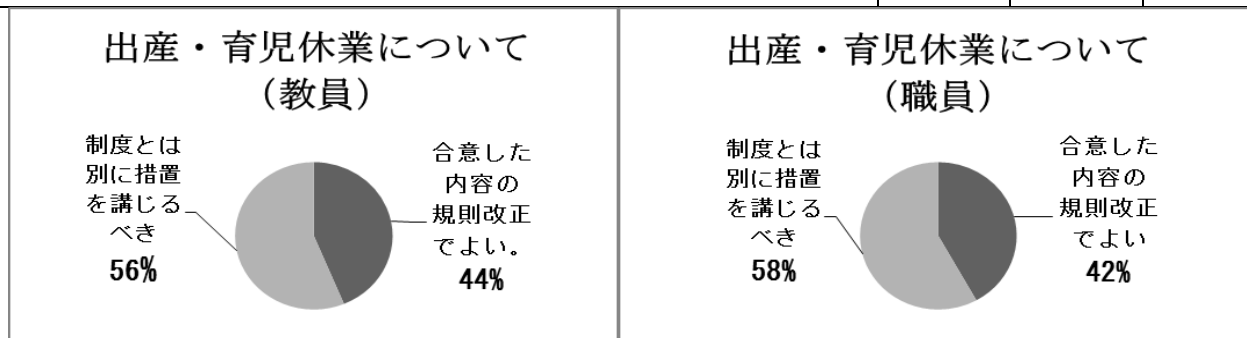 出産・育児休業について
(教員)
制度とは
別に措置
を講じる
べき
56%
合意した
内容の
規則改正
でよい。
44%
出産・育児休業について
(職員)
制度とは
別に措置
を講じる
べき
58%
合意した
内容の
規則改正
でよい
42%